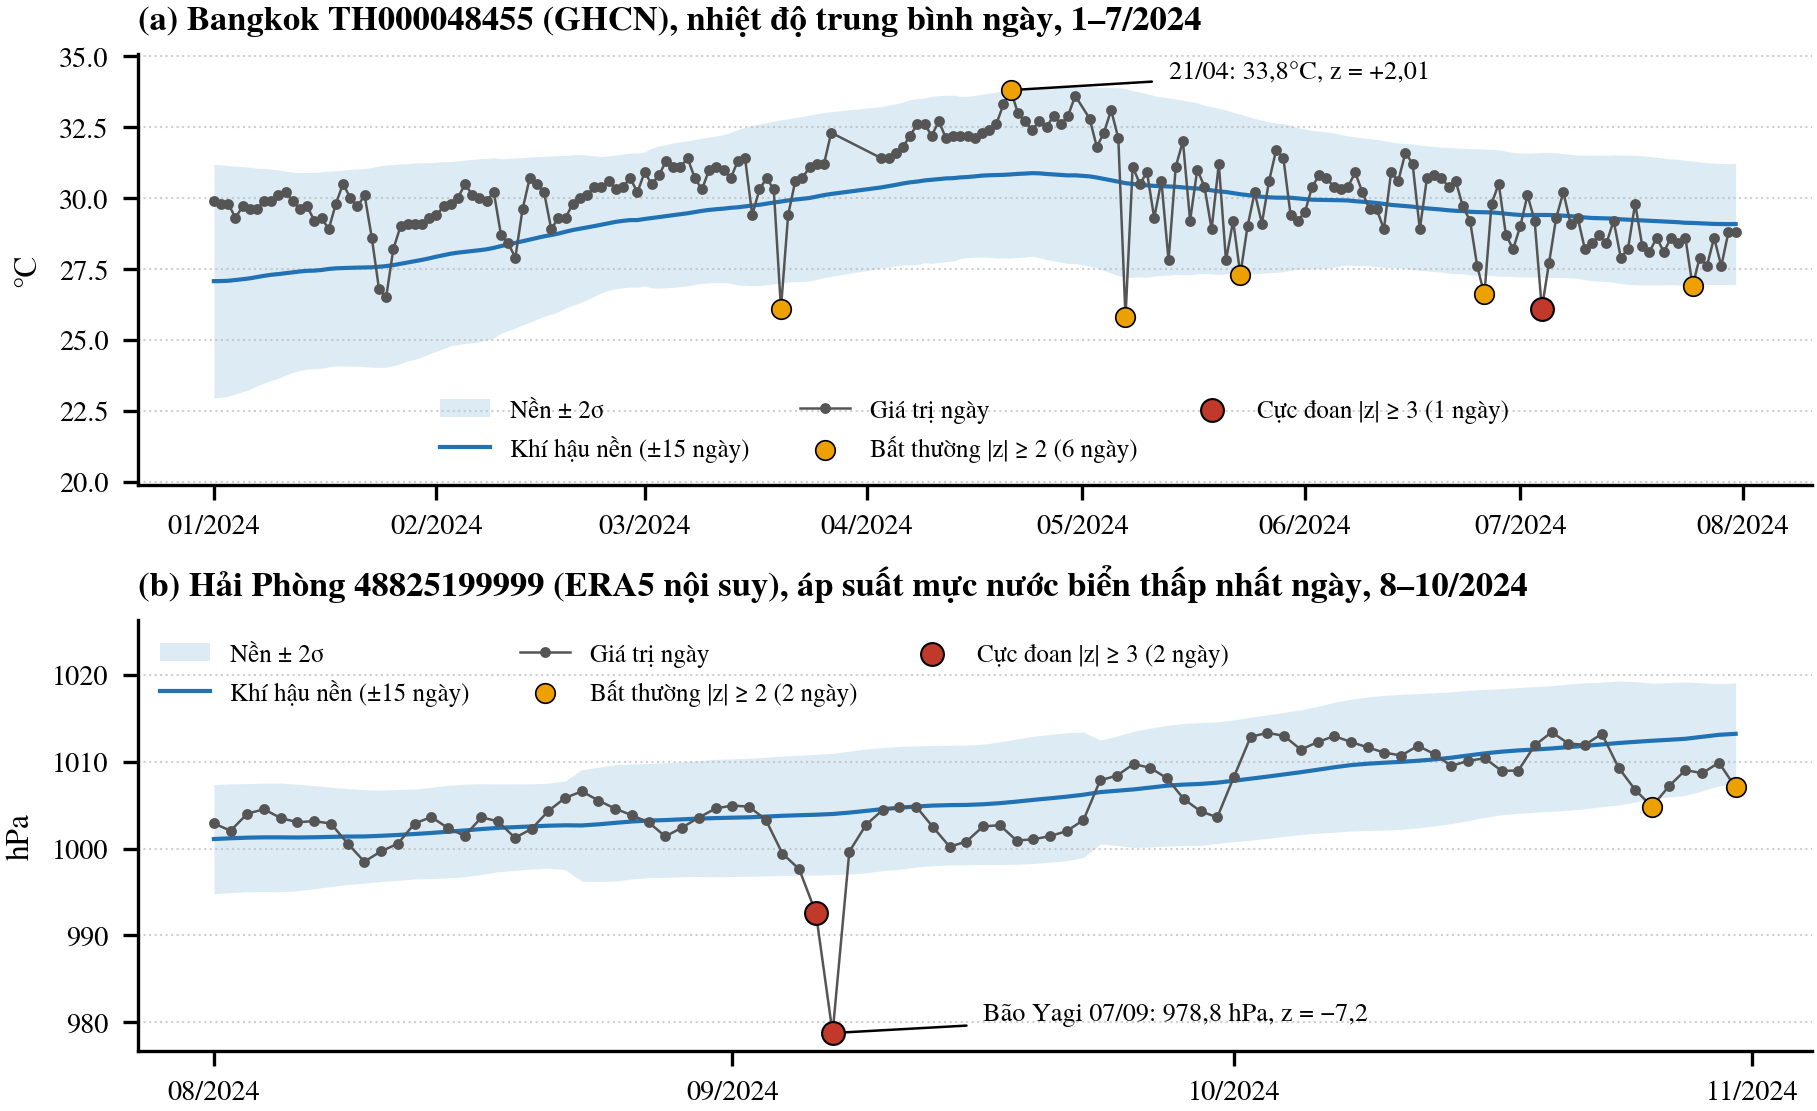 (a) Bangkok TH000048455 (GHCN), nhiệt độ trung bình ngày, 1–7/2024
35.0
32.5
30.0
27.5
25.0
22.5
20.0
°C
21/04: 33,8°C, z = +2,01
Nền ± 2σ
Giá trị ngày
Cực đoan |z| ≥ 3 (1 ngày)
Khí hậu nền (±15 ngày)
Bất thường |z| ≥ 2 (6 ngày)
01/2024
02/2024
03/2024
04/2024
05/2024
06/2024
07/2024
08/2024
(b) Hải Phòng 48825199999 (ERA5 nội suy), áp suất mực nước biển thấp nhất ngày, 8–10/2024
Nền ± 2σ
Giá trị ngày
Cực đoan |z| ≥ 3 (2 ngày)
Khí hậu nền (±15 ngày)
Bất thường |z| ≥ 2 (2 ngày)
1020
1010
1000
990
980
hPa
Bão Yagi 07/09: 978,8 hPa, z = −7,2
08/2024
09/2024
10/2024
11/2024